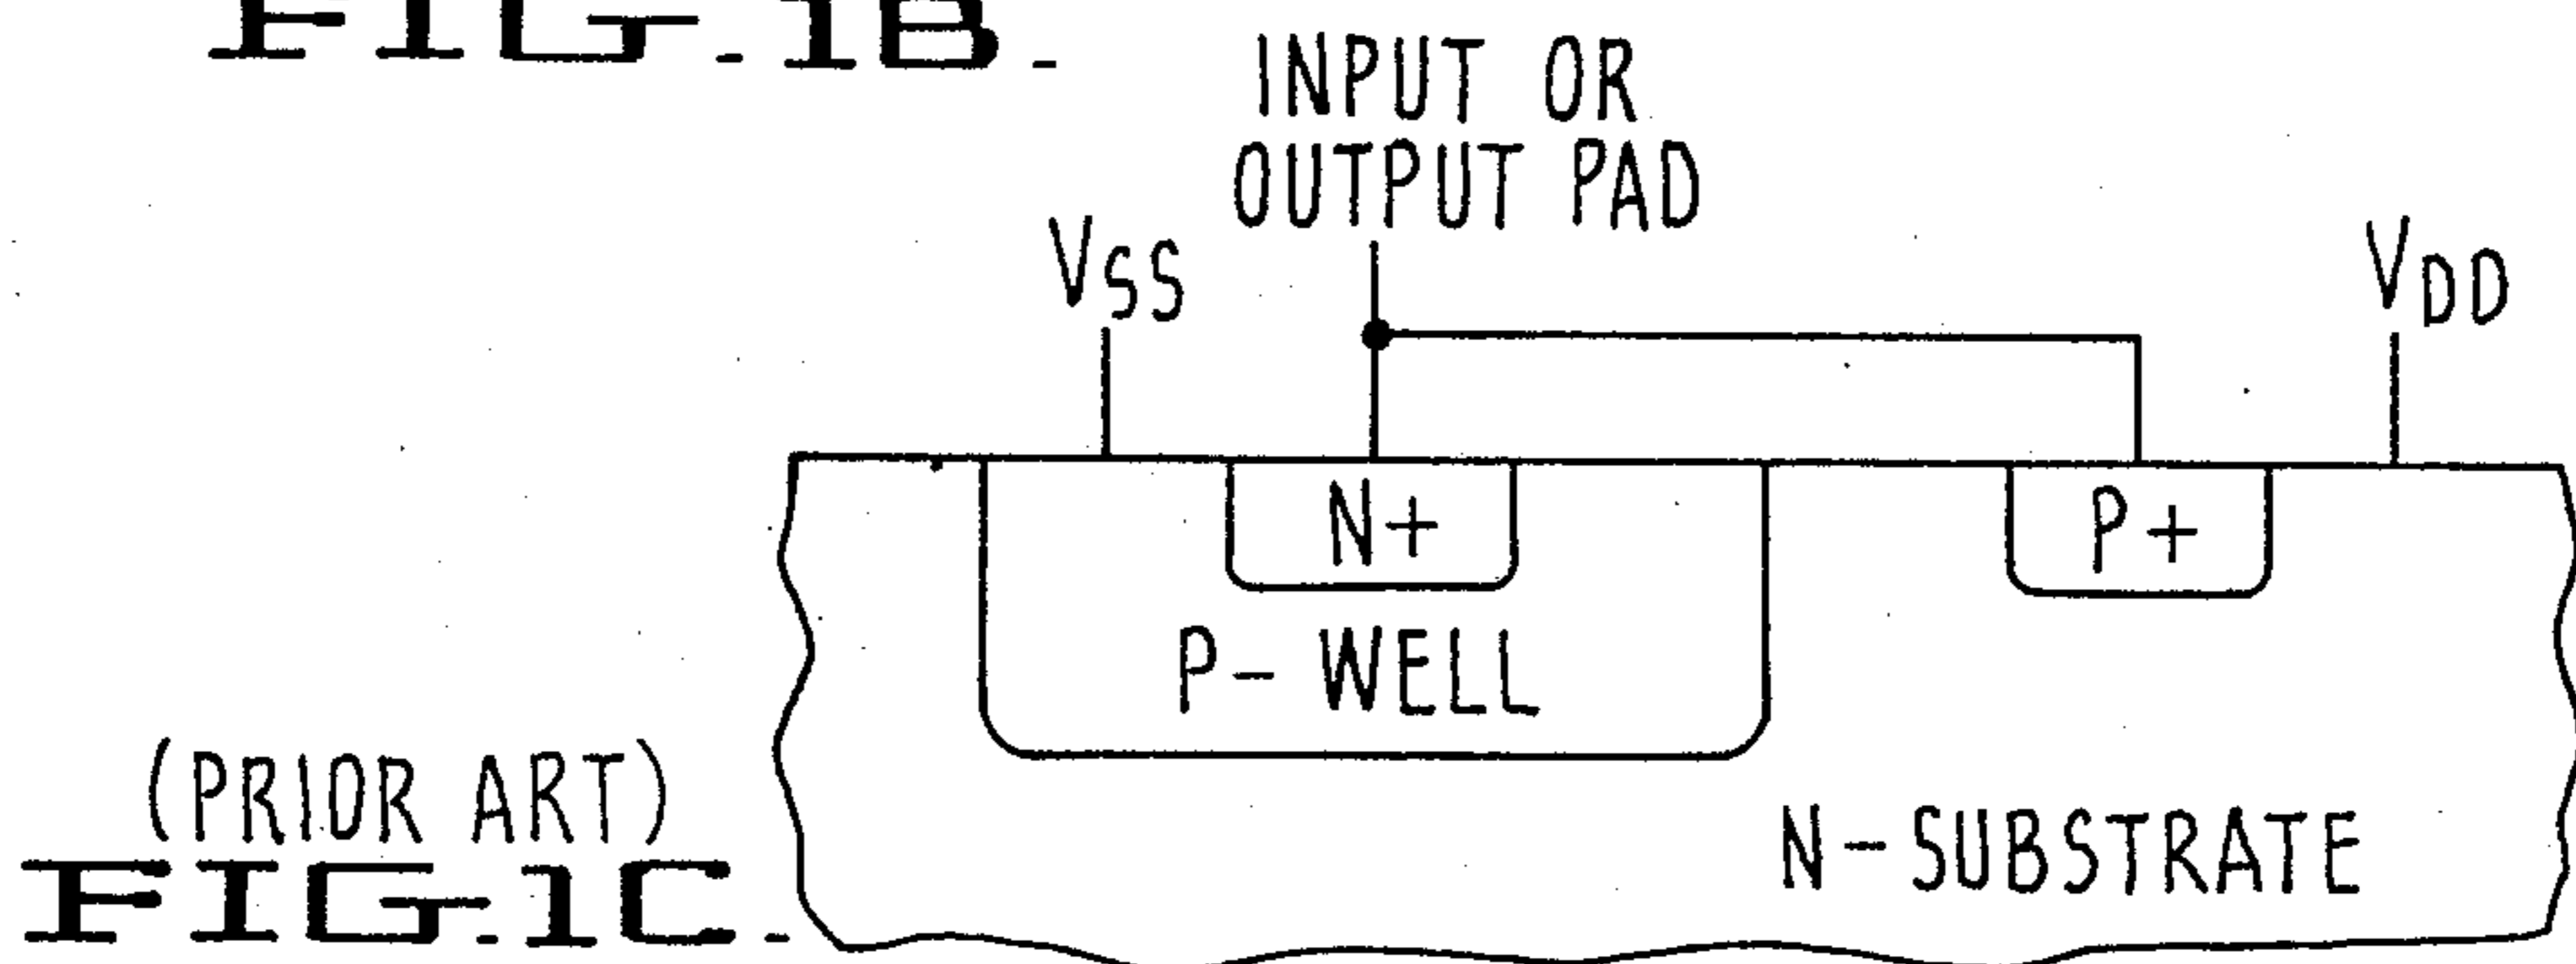 FIG.1B.
INPUT OR
OUTPUT PAD
VSS
VDD
N+
P+
P- WELL
N-SUBSTRATE
(PRIOR ART)
FIG.1C.